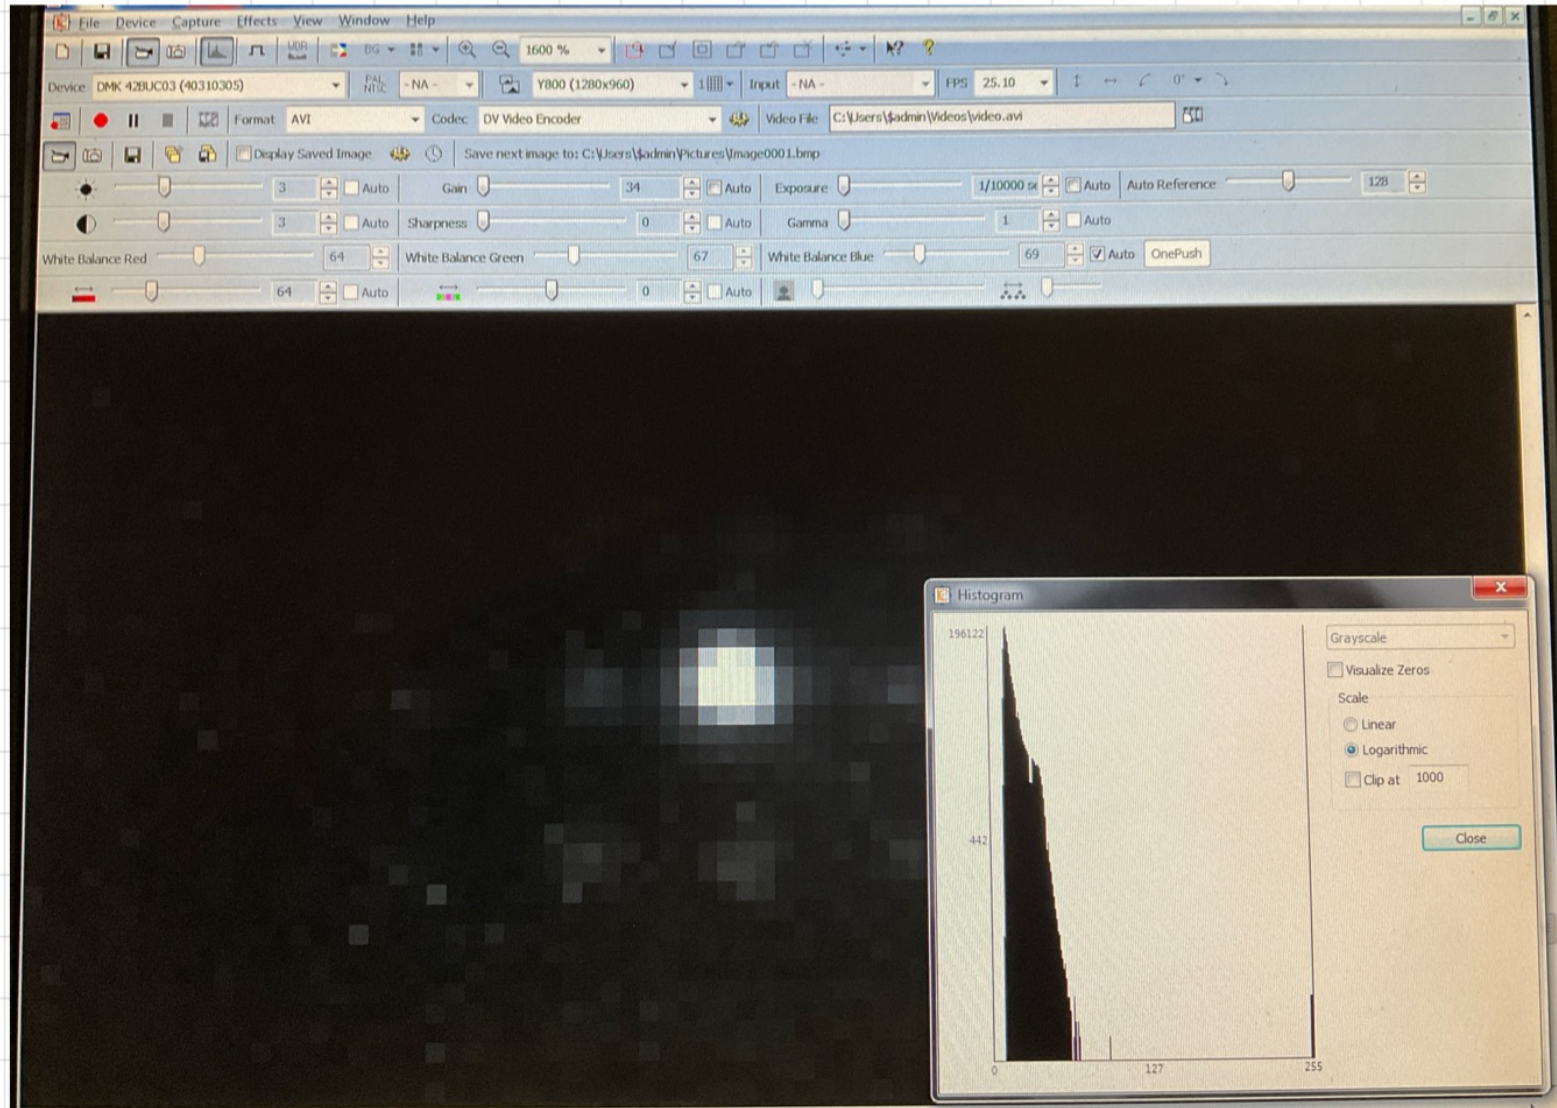 File Device Capture Effects View Window Help
BG 1600 %
Device DMK 42BUC03 (40310305) PAL NTSC - NA - Y800 (1280x960) Input - NA - FPS 25.10 0°
Format AVI Codec DV Video Encoder Video File C:\Users\$admin\Videos\video.avi
Display Saved Image Save next image to: C:\Users\$admin\Pictures\Image0001.bmp
3 Auto Gain 34 Auto Exposure 1/10000 se Auto Auto Reference 128
3 Auto Sharpness 0 Auto Gamma 1 Auto
White Balance Red 64 White Balance Green 67 White Balance Blue 69 Auto OnePush
64 Auto 0 Auto
Histogram
196122
442
0 127 255
Grayscale
Visualize Zeros
Scale
Linear
Logarithmic
Clip at 1000
Close